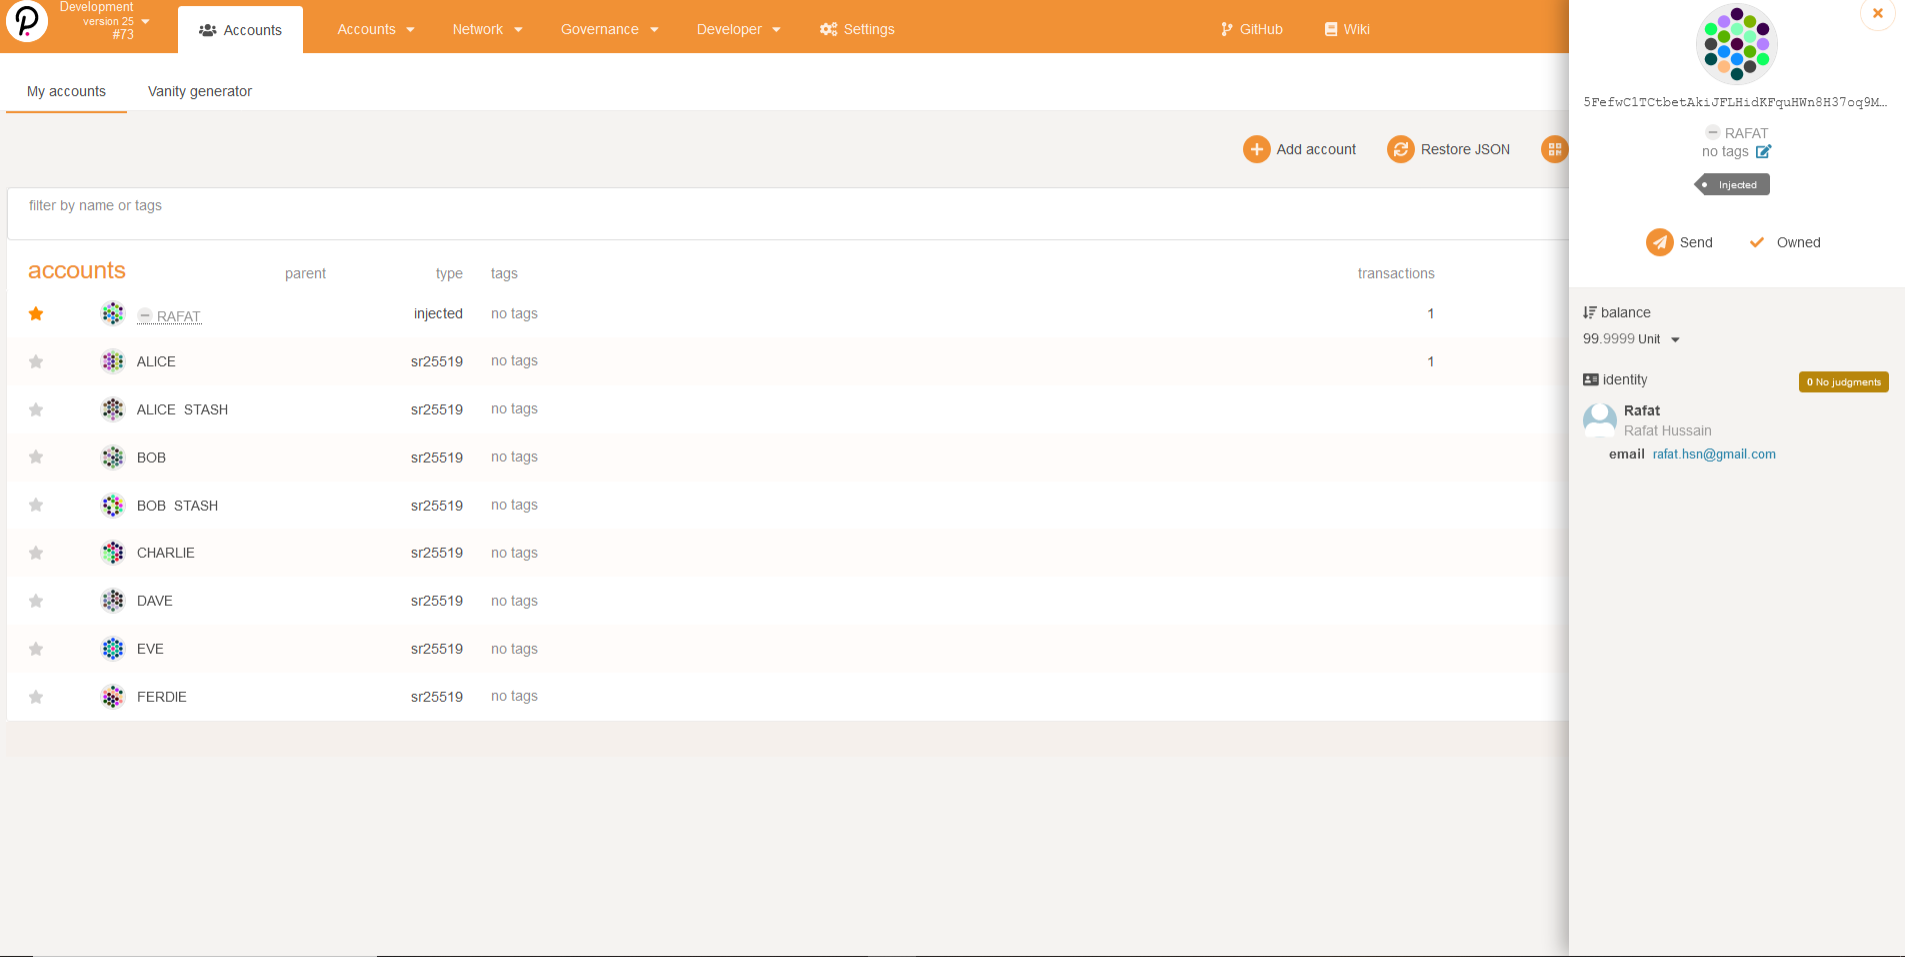 Development
version 25
#73
Accounts
Accounts
Network
Governance
Developer
Settings
GitHub
Wiki
My accounts
Vanity generator
Add account
Restore JSON
filter by name or tags
accounts parent type tags transactions
RAFAT injected no tags 1
ALICE sr25519 no tags 1
ALICE STASH sr25519 no tags
BOB sr25519 no tags
BOB STASH sr25519 no tags
CHARLIE sr25519 no tags
DAVE sr25519 no tags
EVE sr25519 no tags
FERDIE sr25519 no tags
5FefwC1TCtbetAkiJFLHidKFquHWn8H37oq9M…
RAFAT
no tags
Injected
Send
Owned
balance
99.9999 Unit
identity
0 No judgments
Rafat
Rafat Hussain
email rafat.hsn@gmail.com